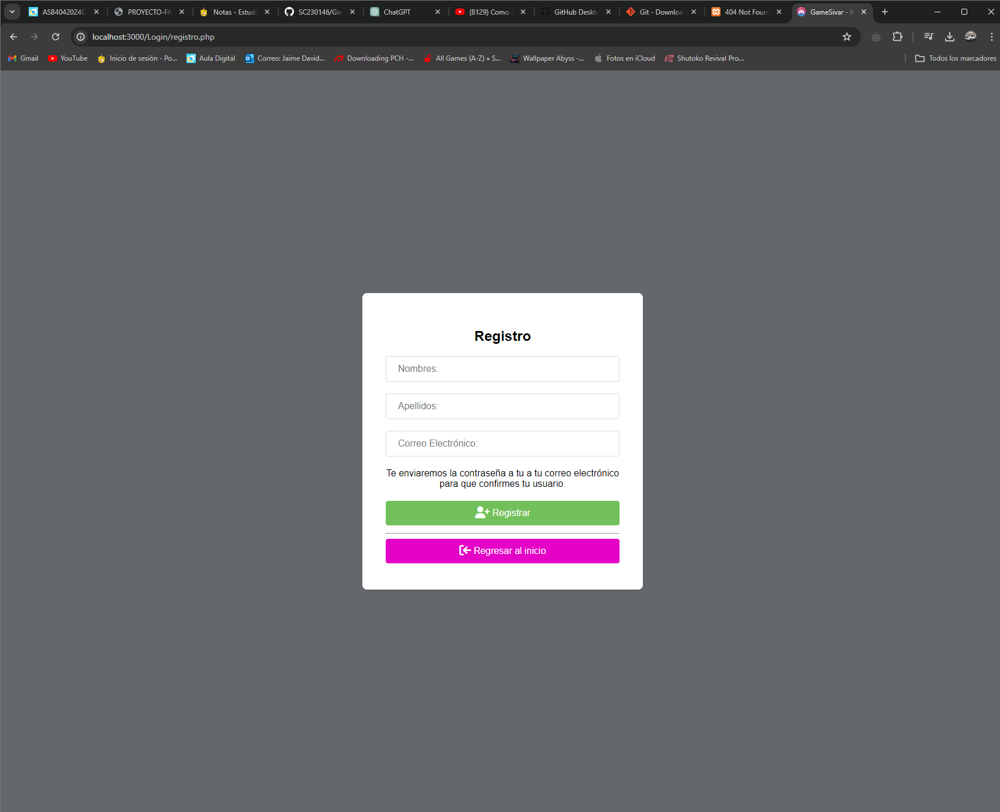 ASB4042024C
PROYECTO-FA
Notas - Estudi
SC230146/Gar
ChatGPT
(8129) Como
GitHub Deskto
Git - Downloa
404 Not Foun
GameSivar - R
localhost:3000/Login/registro.php
Gmail
YouTube
Inicio de sesión - Po...
Aula Digital
Correo: Jaime David...
Downloading PCH -...
All Games (A-Z) » S...
Wallpaper Abyss -...
Fotos en iCloud
Shutoko Revival Pro...
Todos los marcadores
Registro
Nombres:
Apellidos:
Correo Electrónico:
Te enviaremos la contraseña a tu a tu correo electrónico
para que confirmes tu usuario.
Registrar
Regresar al inicio